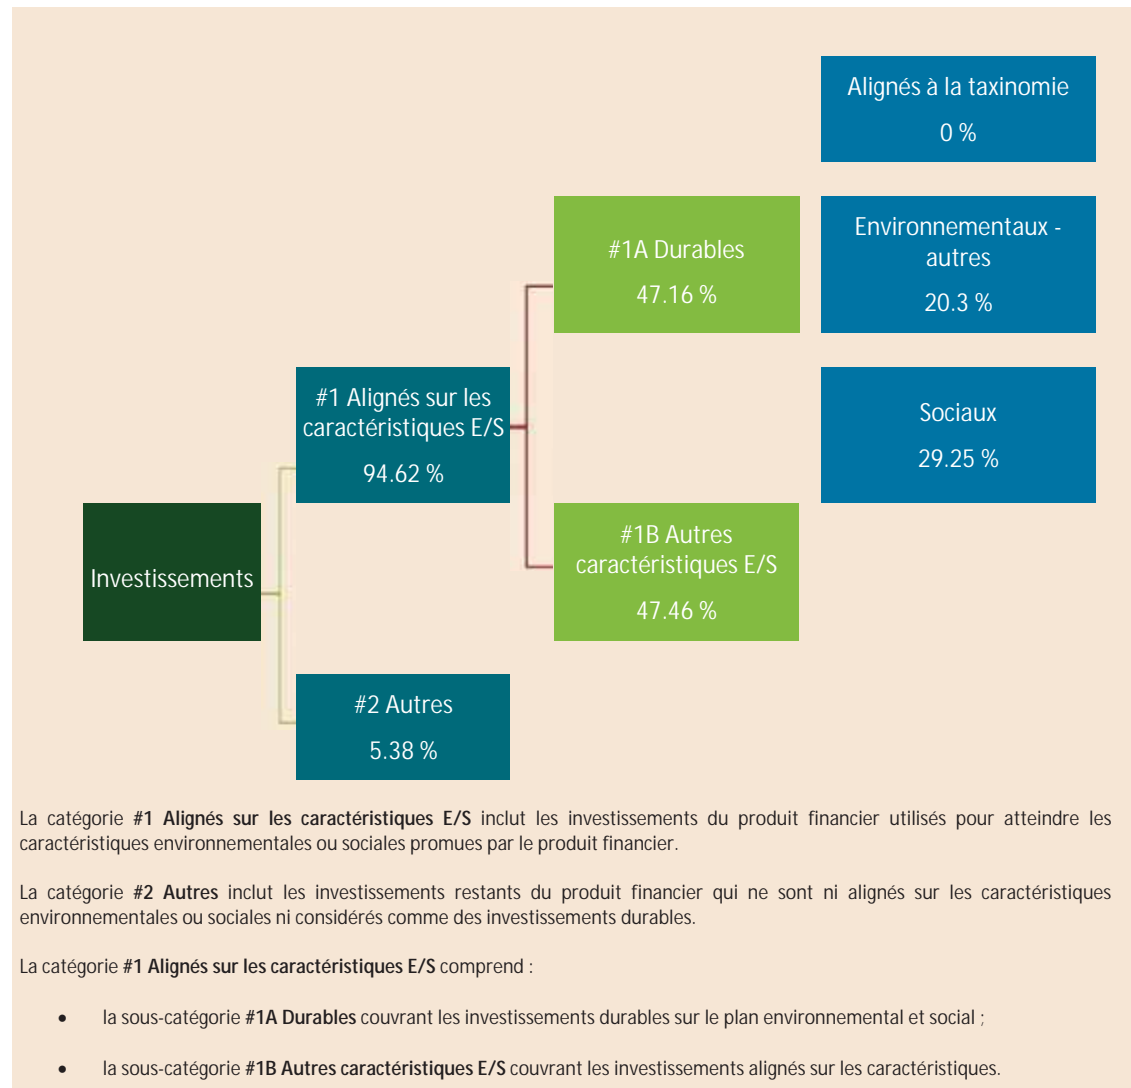 Alignés à la taxinomie
0 %
#1A Durables
47.16 %
Environnementaux -
autres
20.3 %
#1 Alignés sur les
caractéristiques E/S
94.62 %
Sociaux
29.25 %
Investissements
#1B Autres
caractéristiques E/S
47.46 %
#2 Autres
5.38 %
La catégorie #1 Alignés sur les caractéristiques E/S inclut les investissements du produit financier utilisés pour atteindre les
caractéristiques environnementales ou sociales promues par le produit financier.
La catégorie #2 Autres inclut les investissements restants du produit financier qui ne sont ni alignés sur les caractéristiques
environnementales ou sociales ni considérés comme des investissements durables.
La catégorie #1 Alignés sur les caractéristiques E/S comprend :
• la sous-catégorie #1A Durables couvrant les investissements durables sur le plan environnemental et social ;
• la sous-catégorie #1B Autres caractéristiques E/S couvrant les investissements alignés sur les caractéristiques.